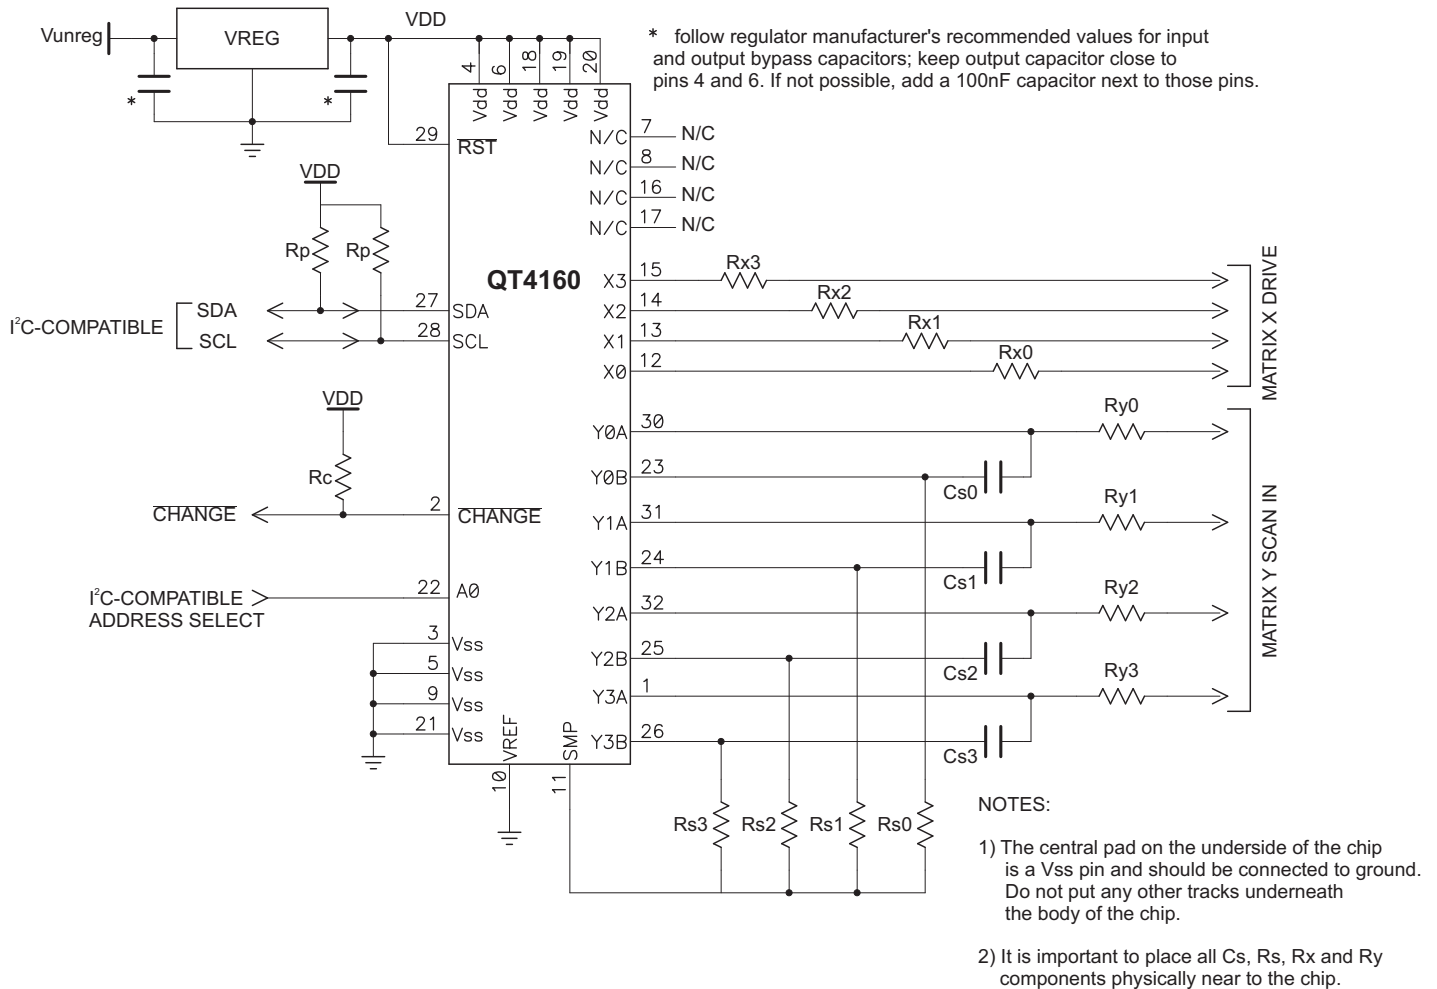 Vunreg
VREG
VDD
*
*
* follow regulator manufacturer's recommended values for input
and output bypass capacitors; keep output capacitor close to
pins 4 and 6. If not possible, add a 100nF capacitor next to those pins.
4 6 18 19 20
Vdd Vdd Vdd Vdd Vdd
29 RST
N/C 7 N/C
N/C 8 N/C
N/C 16 N/C
N/C 17 N/C
VDD
Rp Rp
QT4160
I²C-COMPATIBLE
SDA 27 SDA
SCL 28 SCL
X3 15 Rx3
X2 14 Rx2
X1 13 Rx1
X0 12 Rx0
MATRIX X DRIVE
VDD
Rc
CHANGE 2 CHANGE
Y0A 30 Ry0
Y0B 23 Cs0
Y1A 31 Ry1
Y1B 24 Cs1
Y2A 32 Ry2
Y2B 25 Cs2
Y3A 1 Ry3
Y3B 26 Cs3
MATRIX Y SCAN IN
I²C-COMPATIBLE
ADDRESS SELECT
22 A0
3 Vss
5 Vss
9 Vss
21 Vss
VREF SMP
10 11
Rs3 Rs2 Rs1 Rs0
NOTES:
1) The central pad on the underside of the chip
is a Vss pin and should be connected to ground.
Do not put any other tracks underneath
the body of the chip.
2) It is important to place all Cs, Rs, Rx and Ry
components physically near to the chip.